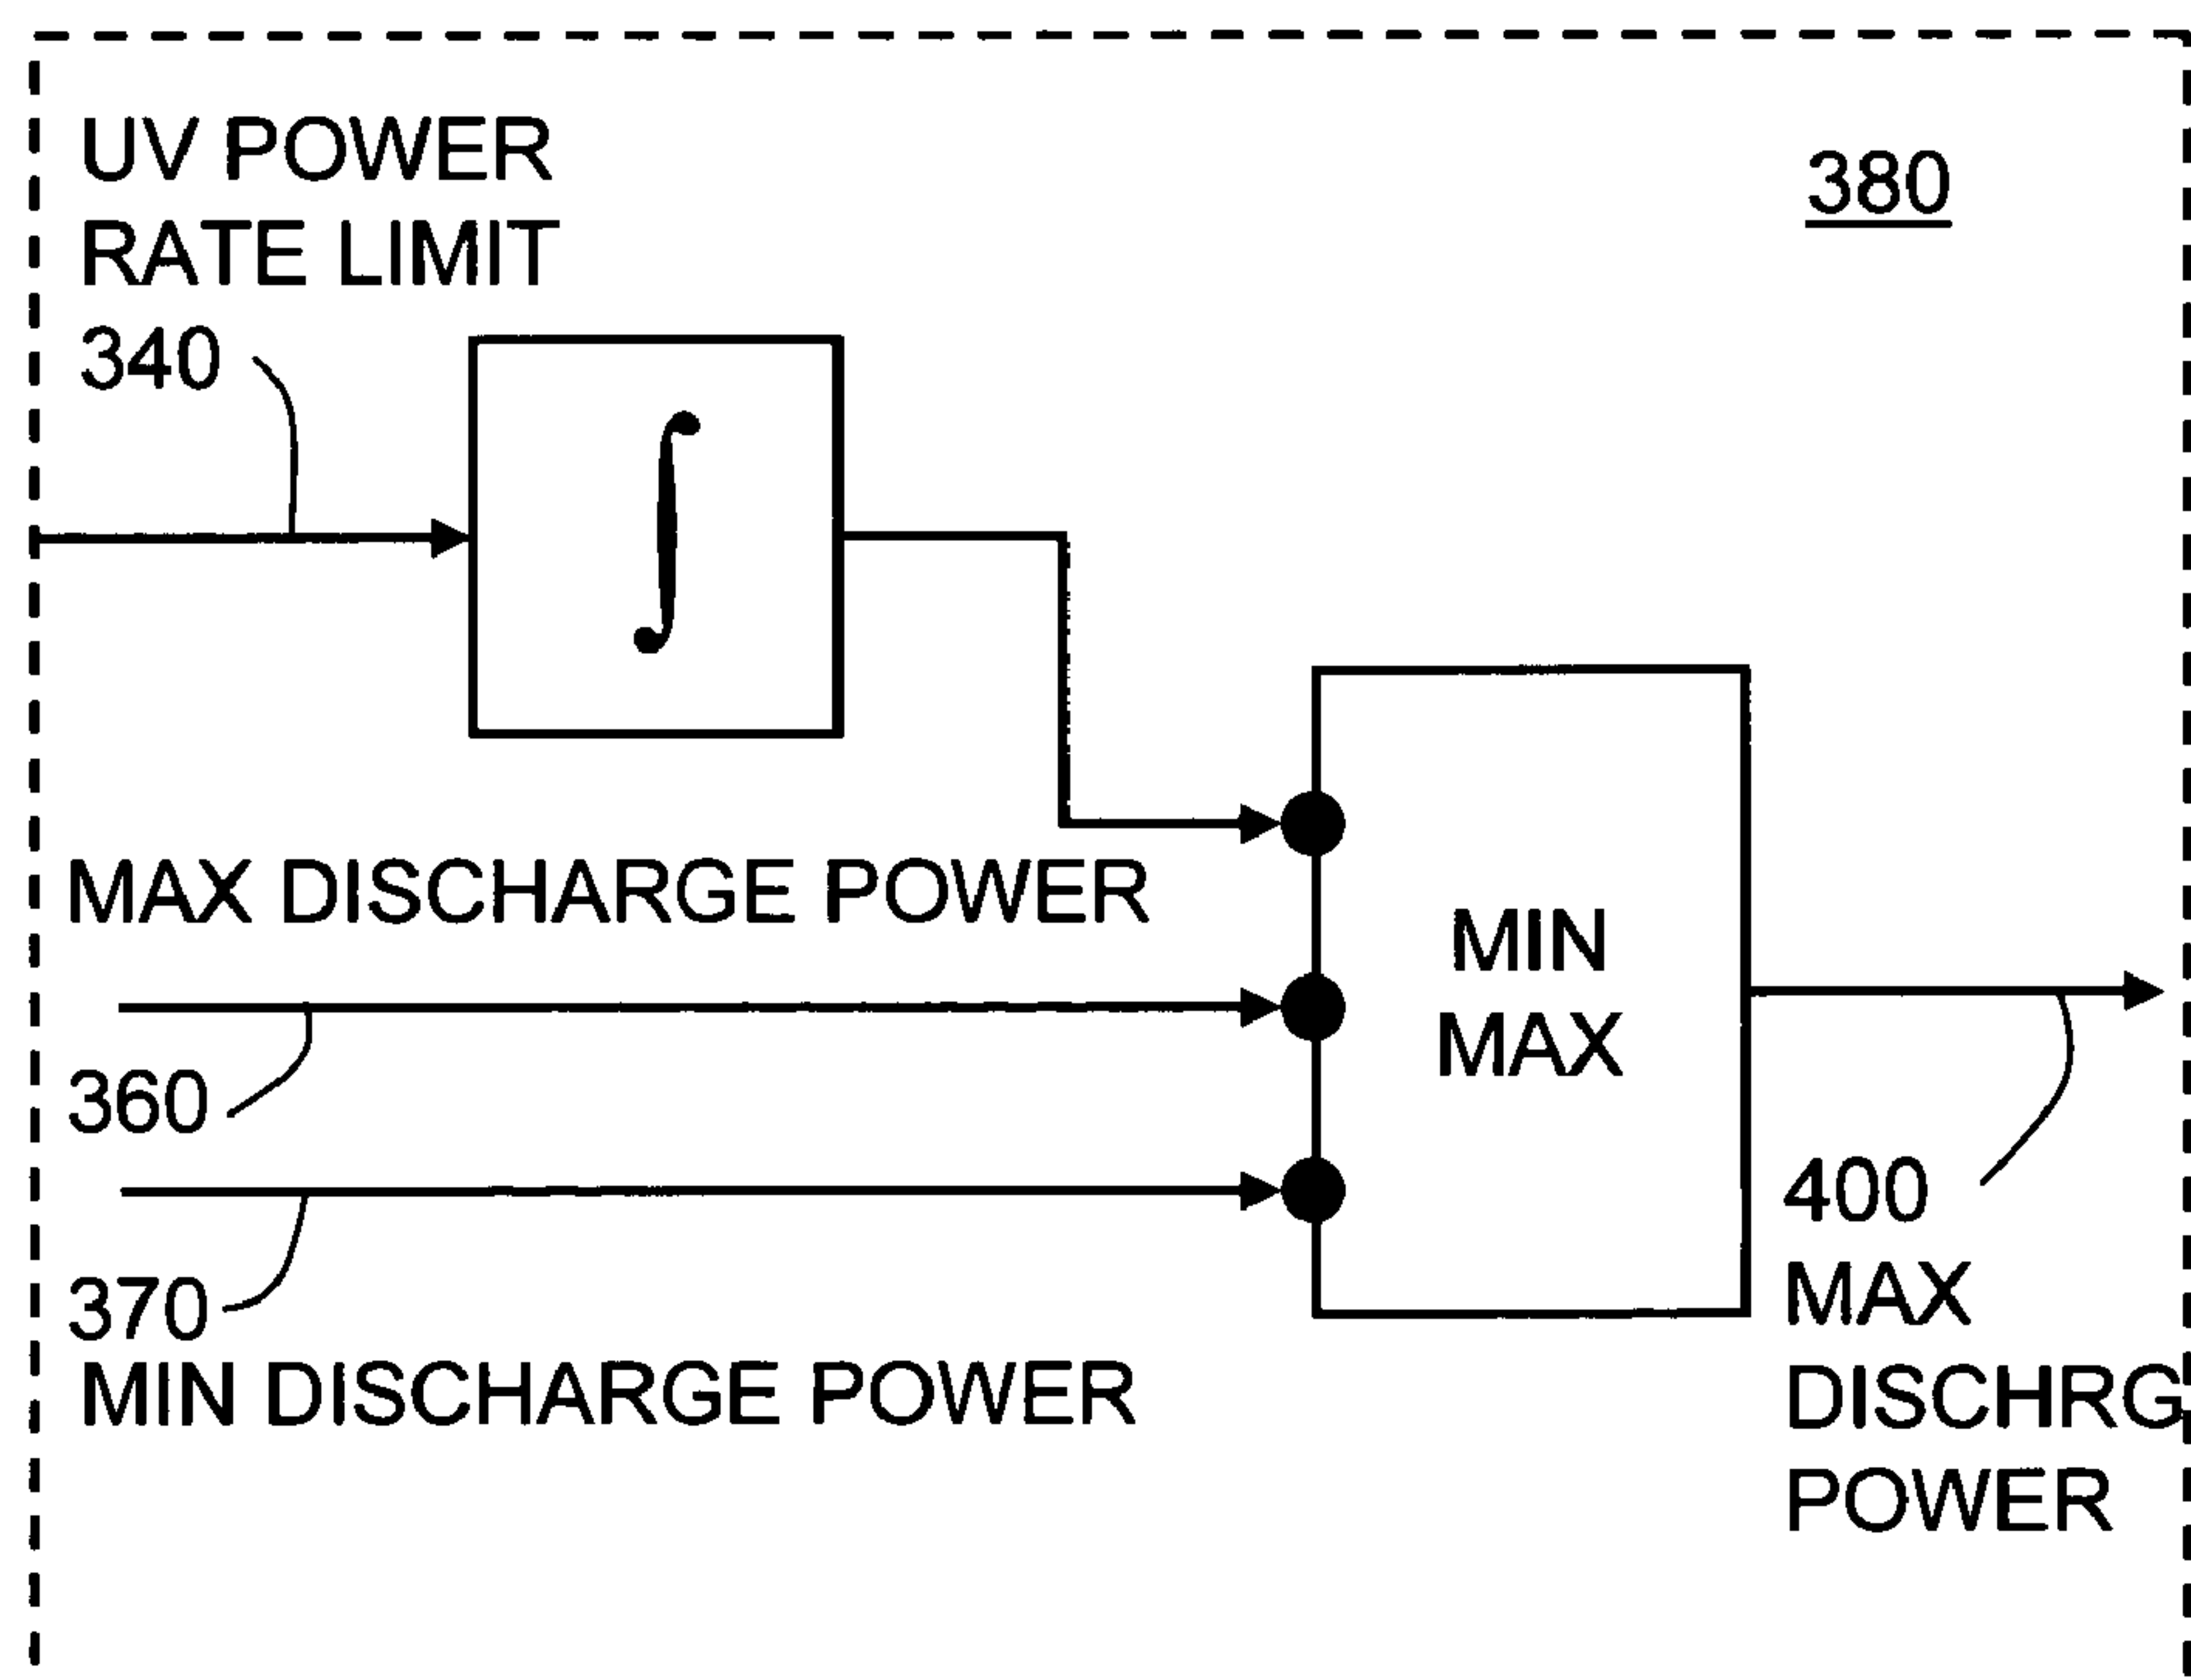 UV POWER
RATE LIMIT
340
380
∫
MAX DISCHARGE POWER
360
370
MIN DISCHARGE POWER
MIN
MAX
400
MAX
DISCHRG
POWER